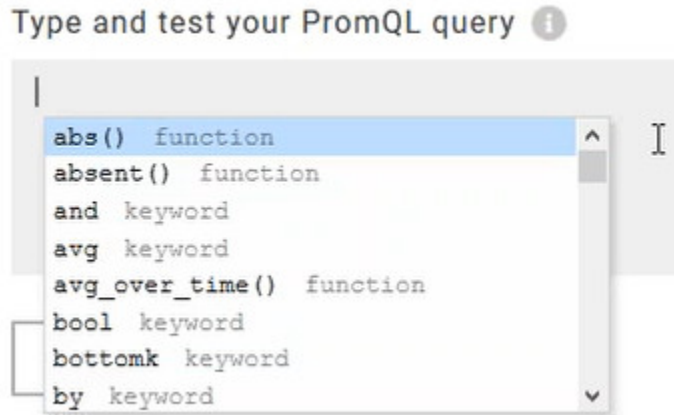 Type and test your PromQL query i
abs() function
absent() function
and keyword
avg keyword
avg_over_time() function
bool keyword
bottomk keyword
by keyword